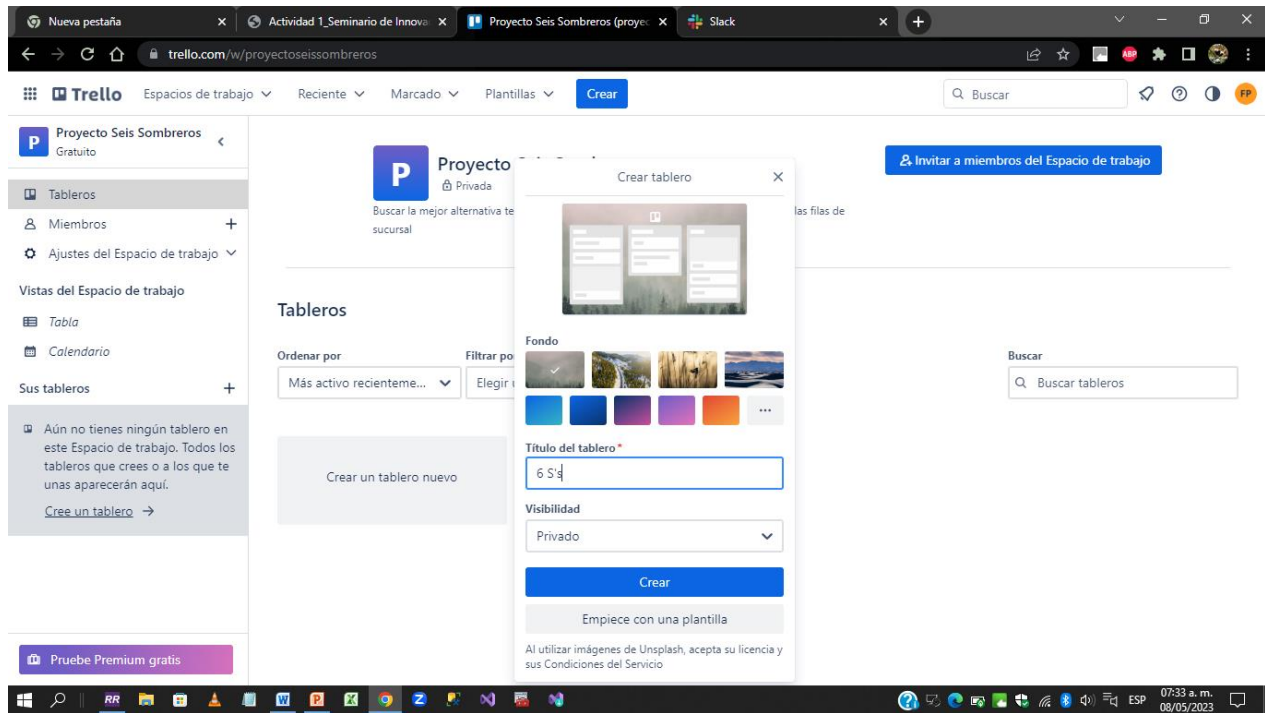 Nueva pestaña
Actividad 1_Seminario de Innova
Proyecto Seis Sombreros (proyec
Slack
trello.com/w/proyectoseissombreros
ABP
Trello
Espacios de trabajo
Reciente
Marcado
Plantillas
Crear
Buscar
FP
P
Proyecto Seis Sombreros
Gratuito
Tableros
Miembros
Ajustes del Espacio de trabajo
Vistas del Espacio de trabajo
Tabla
Calendario
Sus tableros
Aún no tienes ningún tablero en
este Espacio de trabajo. Todos los
tableros que crees o a los que te
unas aparecerán aquí.
Cree un tablero
Pruebe Premium gratis
P
Proyecto
Privada
Buscar la mejor alternativa te
las filas de
sucursal
Invitar a miembros del Espacio de trabajo
Tableros
Ordenar por
Más activo recienteme...
Filtrar po
Elegir
Buscar
Buscar tableros
Crear un tablero nuevo
Crear tablero
Fondo
Título del tablero*
6 S's
Visibilidad
Privado
Crear
Empiece con una plantilla
Al utilizar imágenes de Unsplash, acepta su licencia y
sus Condiciones del Servicio
RR
ESP
07:33 a. m.
08/05/2023